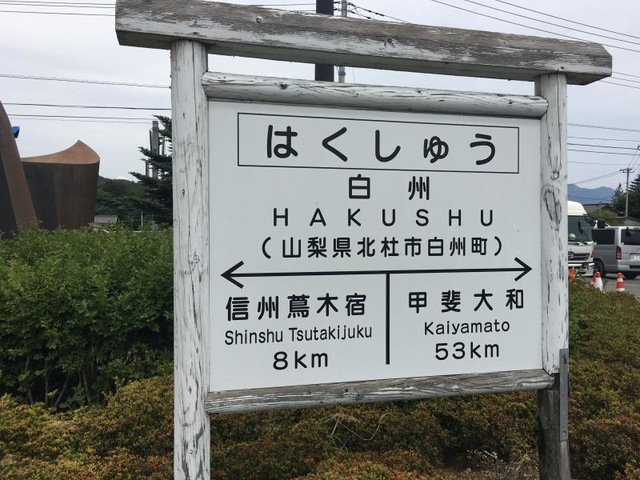 はくしゅう
白州
HAKUSHU
(山梨県北杜市白州町)
信州蔦木宿
Shinshu Tsutakijuku
8km
甲斐大和
Kaiyamato
53km